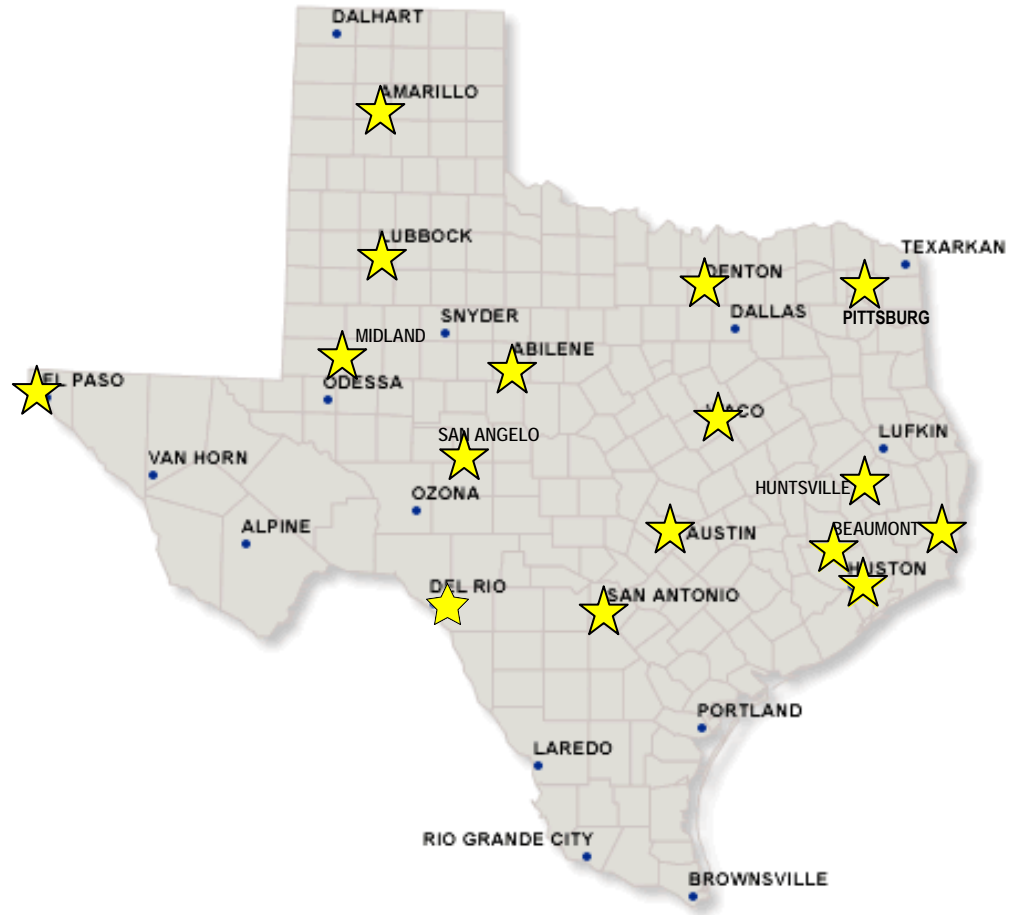 DALHART
AMARILLO
LUBBOCK
TEXARKAN
DENTON
PITTSBURG
DALLAS
SNYDER
MIDLAND
ABILENE
EL PASO
ODESSA
WACO
SAN ANGELO
LUFKIN
VAN HORN
HUNTSVILLE
OZONA
ALPINE
AUSTIN
BEAUMONT
HOUSTON
DEL RIO
SAN ANTONIO
PORTLAND
LAREDO
RIO GRANDE CITY
BROWNSVILLE